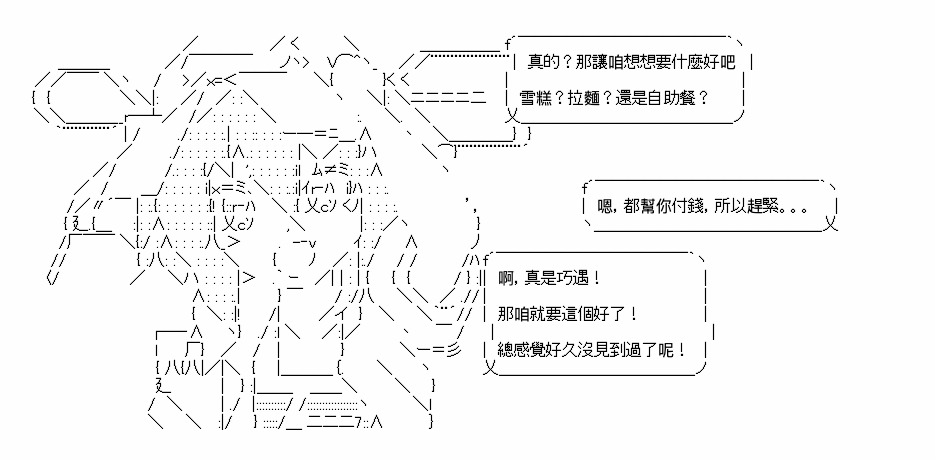 真的？那讓咱想想要什麼好吧
雪糕？拉麵？還是自助餐？
嗯，都幫你付錢，所以趕緊。。。
啊，真是巧遇！
那咱就要這個好了！
總感覺好久沒見到過了呢！